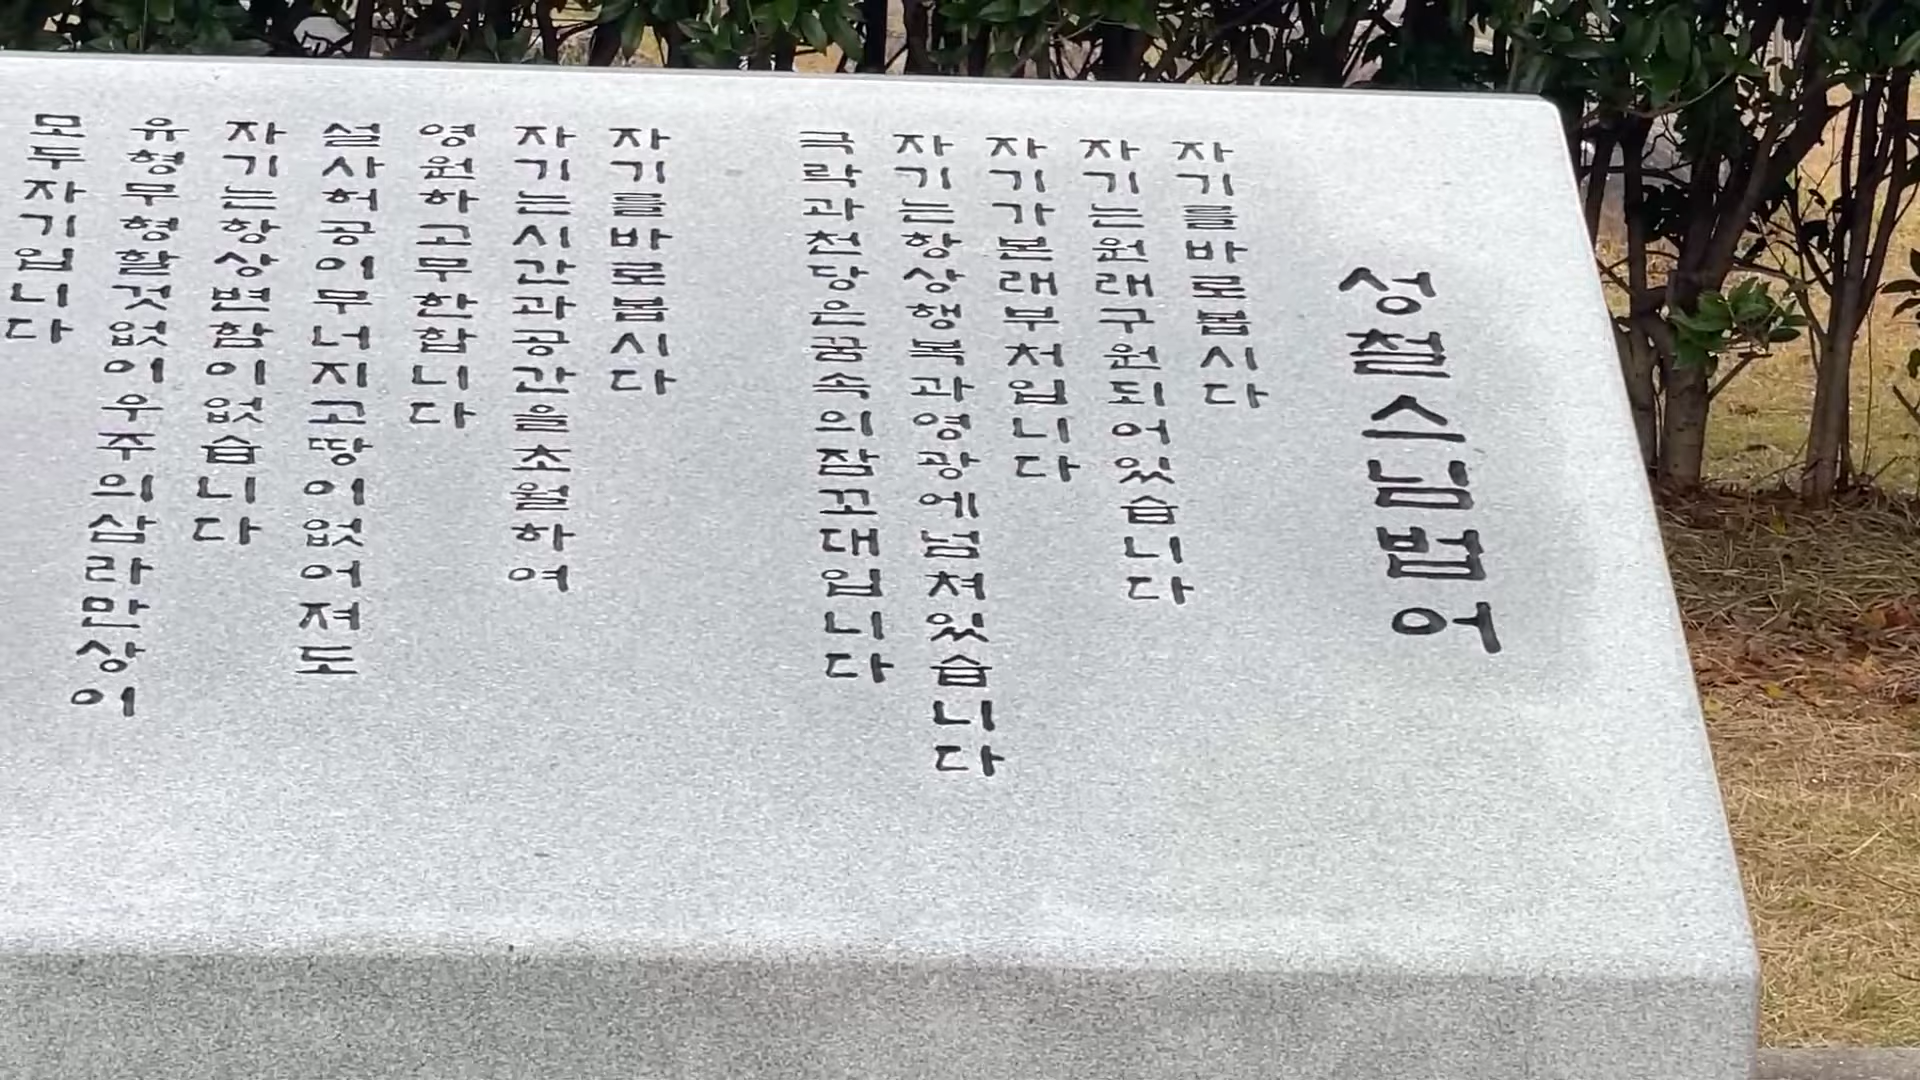 성철스님법어
자기를바로봅시다
자기는원래구원되어있습니다
자기가본래부처입니다
자기는항상행복과영광에넘쳐있습니다
극락과천당은꿈속의잠꼬대입니다
자기를바로봅시다
자기는시간과공간을초월하여
영원하고무한합니다
설사허공이무너지고땅이없어져도
자기는항상변함이없습니다
유형무형할것없이우주의삼라만상이
모두자기입니다